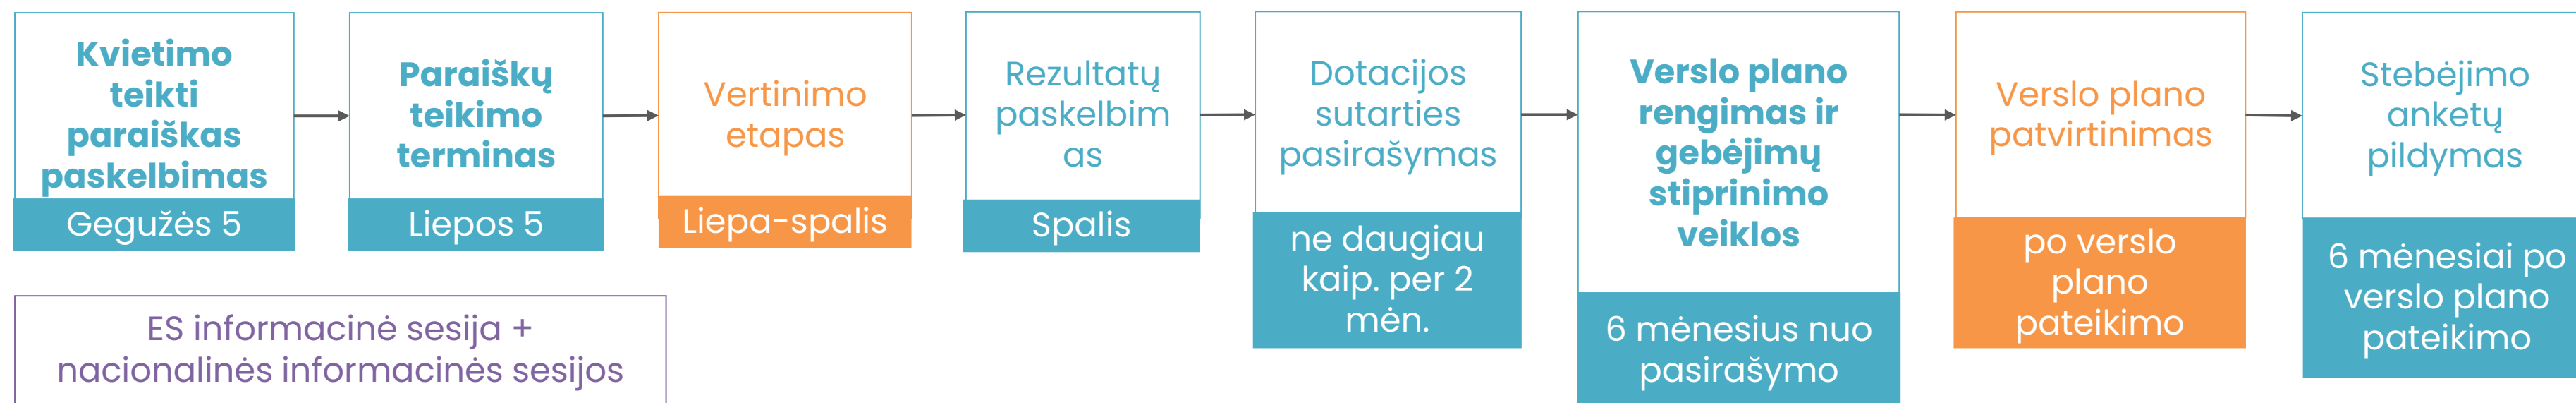 Kvietimo
teikti
paraiškas
paskelbimas
Gegužės 5
Paraiškų
teikimo
terminas
Liepos 5
Vertinimo
etapas
Liepa-spalis
Rezultatų
paskelbim
as
Spalis
Dotacijos
sutarties
pasirašymas
ne daugiau
kaip. per 2
mėn.
Verslo plano
rengimas ir
gebėjimų
stiprinimo
veiklos
6 mėnesius nuo
pasirašymo
Verslo plano
patvirtinimas
po verslo
plano
pateikimo
Stebėjimo
anketų
pildymas
6 mėnesiai po
verslo plano
pateikimo
ES informacinė sesija +
nacionalinės informacinės sesijos